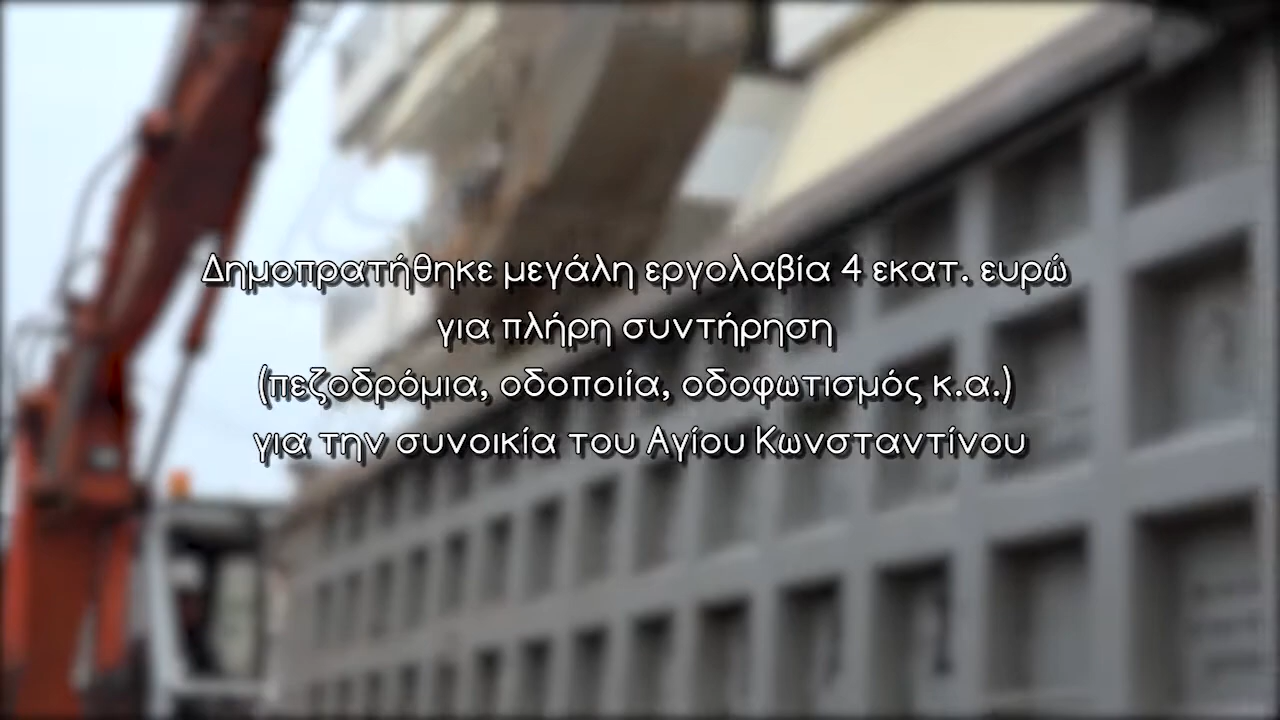 Δημοπρατήθηκε μεγάλη εργολαβία 4 εκατ. ευρώ
για πλήρη συντήρηση
(πεζοδρόμια, οδοποιία, οδοφωτισμός κ.α.)
για την συνοικία του Αγίου Κωνσταντίνου